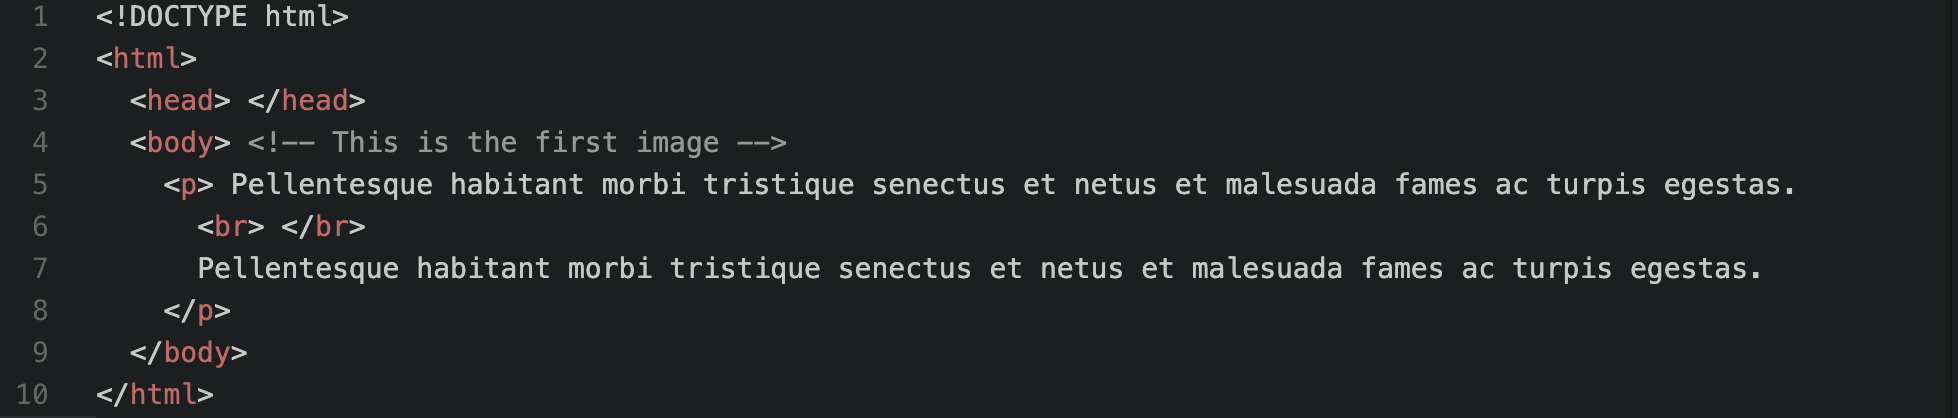 1 <!DOCTYPE html>
2 <html>
3 <head> </head>
4 <body> <!-- This is the first image -->
5 <p> Pellentesque habitant morbi tristique senectus et netus et malesuada fames ac turpis egestas.
6 <br> </br>
7 Pellentesque habitant morbi tristique senectus et netus et malesuada fames ac turpis egestas.
8 </p>
9 </body>
10 </html>